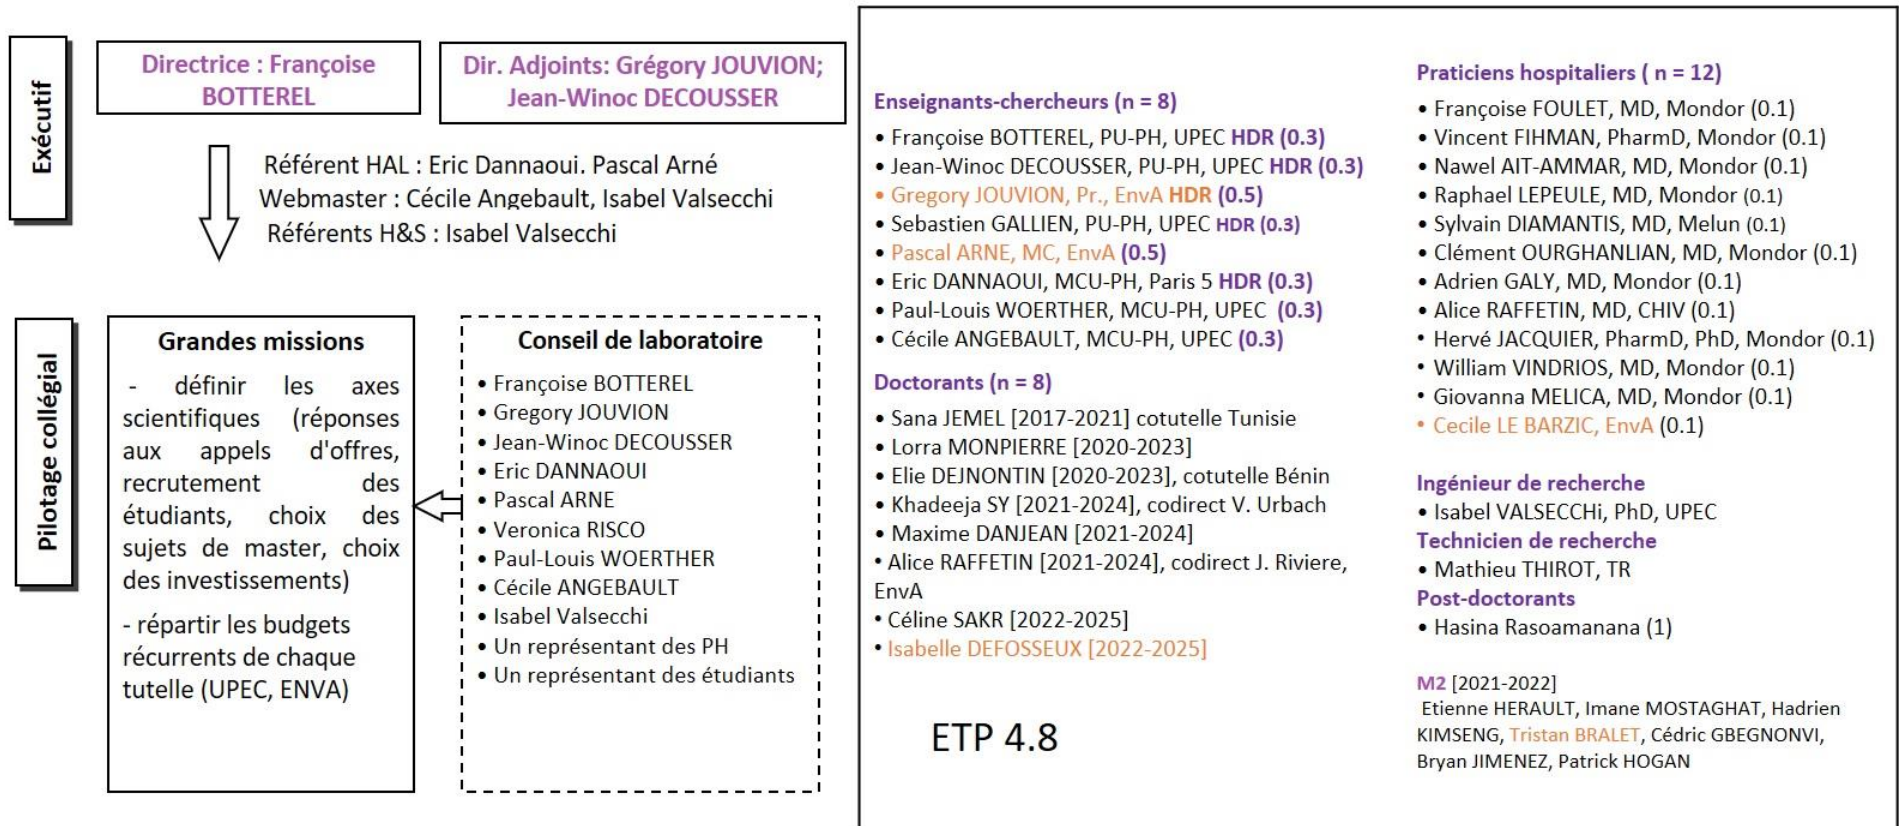 Exécutif
Directrice : Françoise
BOTTEREL
Dir. Adjoints: Grégory JOUVION;
Jean-Winoc DECOUSSER
Référent HAL : Eric Dannaoui. Pascal Arné
Webmaster : Cécile Angebault, Isabel Valsecchi
Référents H&S : Isabel Valsecchi
Pilotage collégial
Grandes missions
- définir les axes
scientifiques (réponses
aux appels d'offres,
recrutement des
étudiants, choix des
sujets de master, choix
des investissements)
- répartir les budgets
récurrents de chaque
tutelle (UPEC, ENVA)
Conseil de laboratoire
• Françoise BOTTEREL
• Gregory JOUVION
• Jean-Winoc DECOUSSER
• Eric DANNAOUI
• Pascal ARNE
• Veronica RISCO
• Paul-Louis WOERTHER
• Cécile ANGEBAULT
• Isabel Valsecchi
• Un représentant des PH
• Un représentant des étudiants
Enseignants-chercheurs (n = 8)
• Françoise BOTTEREL, PU-PH, UPEC HDR (0.3)
• Jean-Winoc DECOUSSER, PU-PH, UPEC HDR (0.3)
• Gregory JOUVION, Pr., EnvA HDR (0.5)
• Sebastien GALLIEN, PU-PH, UPEC HDR (0.3)
• Pascal ARNE, MC, EnvA (0.5)
• Eric DANNAOUI, MCU-PH, Paris 5 HDR (0.3)
• Paul-Louis WOERTHER, MCU-PH, UPEC (0.3)
• Cécile ANGEBAULT, MCU-PH, UPEC (0.3)
Doctorants (n = 8)
• Sana JEMEL [2017-2021] cotutelle Tunisie
• Lorra MONPIERRE [2020-2023]
• Elie DEJNONTIN [2020-2023], cotutelle Bénin
• Khadeeja SY [2021-2024], codirect V. Urbach
• Maxime DANJEAN [2021-2024]
• Alice RAFFETIN [2021-2024], codirect J. Riviere,
EnvA
• Céline SAKR [2022-2025]
• Isabelle DEFOSSEUX [2022-2025]
ETP 4.8
Praticiens hospitaliers ( n = 12)
• Françoise FOULET, MD, Mondor (0.1)
• Vincent FIHMAN, PharmD, Mondor (0.1)
• Nawel AIT-AMMAR, MD, Mondor (0.1)
• Raphael LEPEULE, MD, Mondor (0.1)
• Sylvain DIAMANTIS, MD, Melun (0.1)
• Clément OURGHANLIAN, MD, Mondor (0.1)
• Adrien GALY, MD, Mondor (0.1)
• Alice RAFFETIN, MD, CHIV (0.1)
• Hervé JACQUIER, PharmD, PhD, Mondor (0.1)
• William VINDRIOS, MD, Mondor (0.1)
• Giovanna MELICA, MD, Mondor (0.1)
• Cecile LE BARZIC, EnvA (0.1)
Ingénieur de recherche
• Isabel VALSECCHi, PhD, UPEC
Technicien de recherche
• Mathieu THIROT, TR
Post-doctorants
• Hasina Rasoamanana (1)
M2 [2021-2022]
Etienne HERAULT, Imane MOSTAGHAT, Hadrien
KIMSENG, Tristan BRALET, Cédric GBEGNONVI,
Bryan JIMENEZ, Patrick HOGAN